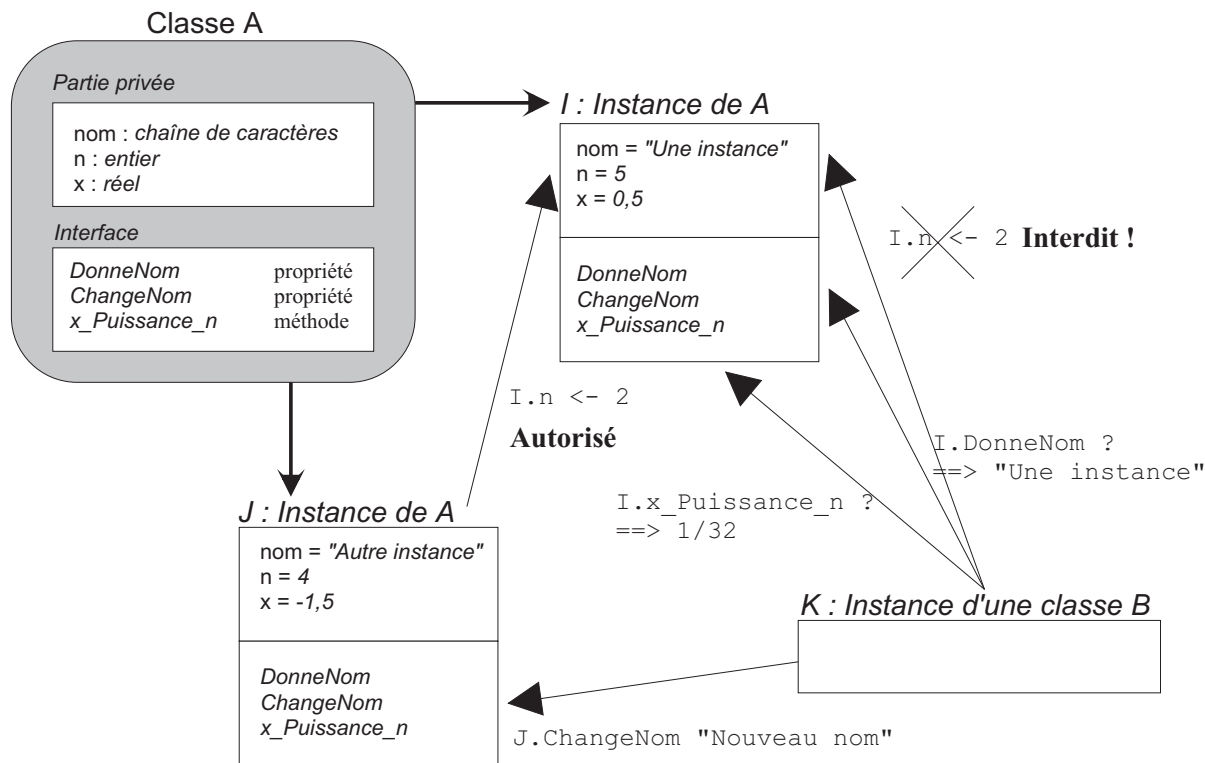 Classe A
Partie privée
nom : chaîne de caractères
n : entier
x : réel
Interface
DonneNom propriété
ChangeNom propriété
x_Puissance_n méthode
I : Instance de A
nom = "Une instance"
n = 5
x = 0,5
DonneNom
ChangeNom
x_Puissance_n
I.n <- 2 Interdit !
I.n <- 2
Autorisé
I.DonneNom ?
==> "Une instance"
I.x_Puissance_n ?
==> 1/32
J : Instance de A
nom = "Autre instance"
n = 4
x = -1,5
DonneNom
ChangeNom
x_Puissance_n
K : Instance d'une classe B
J.ChangeNom "Nouveau nom"